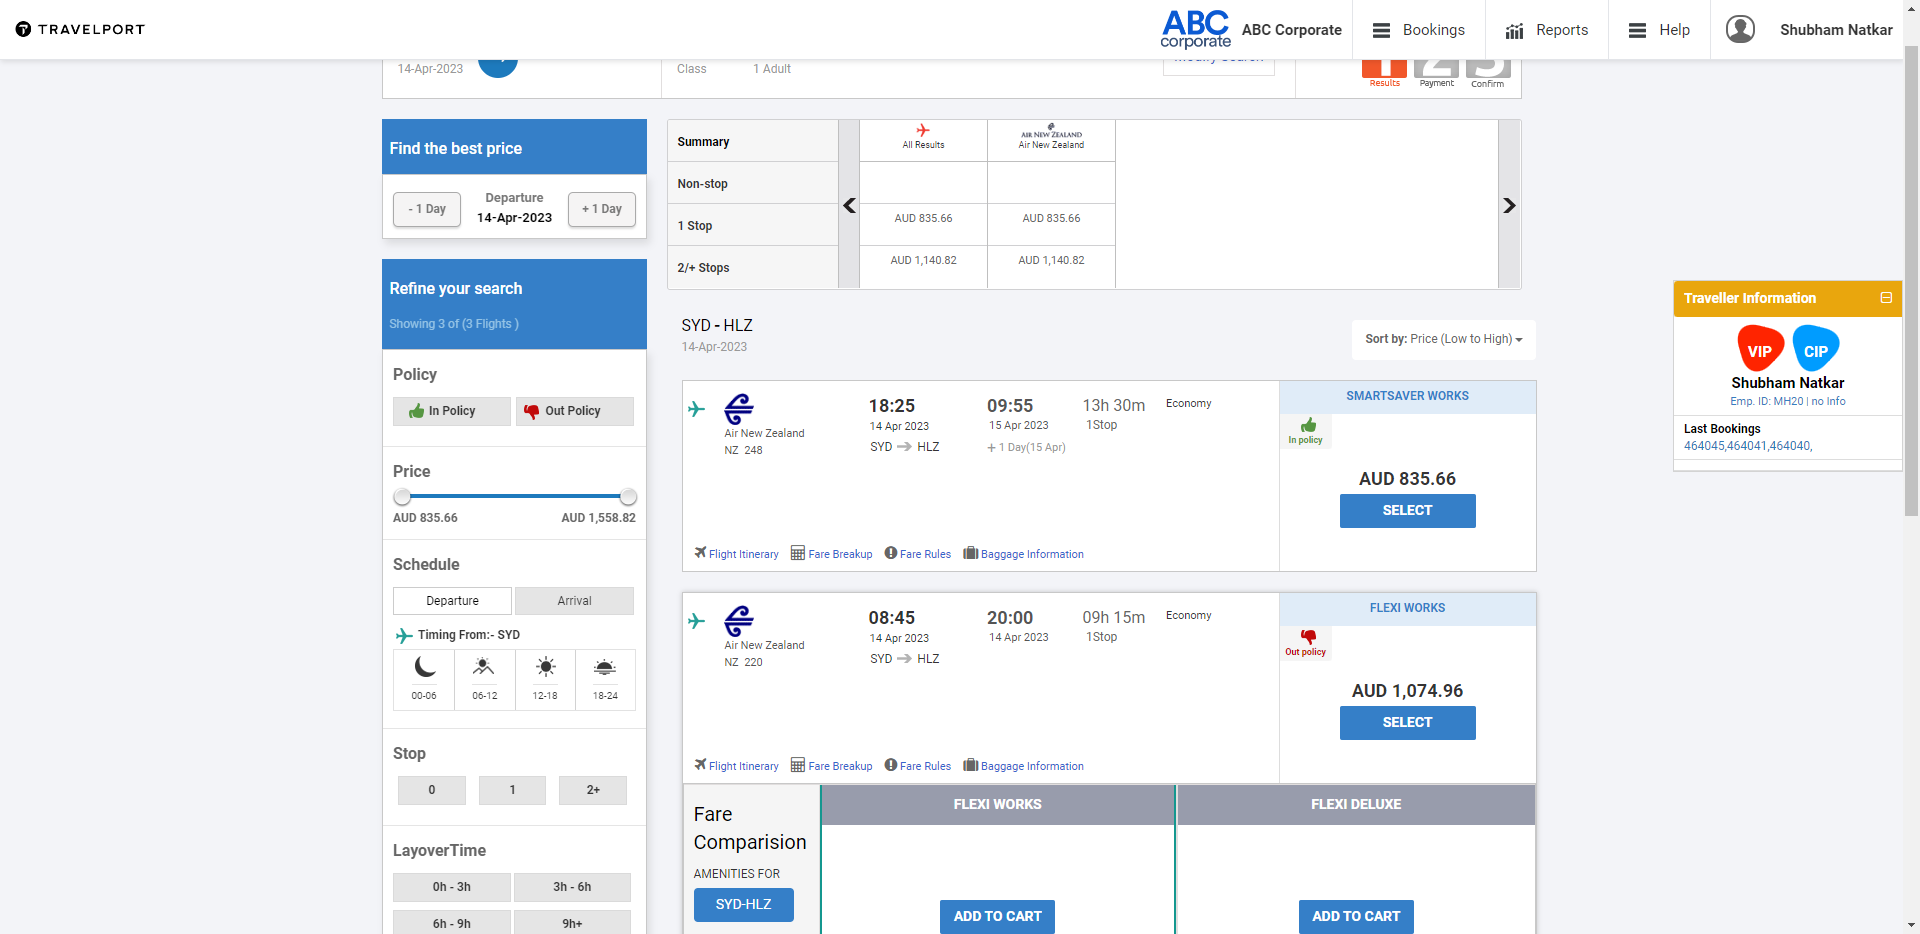 TRAVELPORT
ABC
corporate
ABC Corporate
Bookings
Reports
Help
Shubham Natkar
14-Apr-2023
Class
1 Adult
Results
Payment
Confirm
Find the best price
- 1 Day
Departure
14-Apr-2023
+ 1 Day
Refine your search
Showing 3 of (3 Flights )
Policy
In Policy
Out Policy
Price
AUD 835.66
AUD 1,558.82
Schedule
Departure
Arrival
Timing From:- SYD
00-06
06-12
12-18
18-24
Stop
0
1
2+
LayoverTime
0h - 3h
3h - 6h
6h - 9h
9h+
Summary
All Results
AIR NEW ZEALAND
Air New Zealand
Non-stop
1 Stop
AUD 835.66
AUD 835.66
2/+ Stops
AUD 1,140.82
AUD 1,140.82
SYD - HLZ
14-Apr-2023
Sort by: Price (Low to High)
Air New Zealand
NZ 248
18:25
14 Apr 2023
SYD HLZ
09:55
15 Apr 2023
+ 1 Day(15 Apr)
13h 30m
1Stop
Economy
SMARTSAVER WORKS
In policy
AUD 835.66
SELECT
Flight Itinerary
Fare Breakup
Fare Rules
Baggage Information
Air New Zealand
NZ 220
08:45
14 Apr 2023
SYD HLZ
20:00
14 Apr 2023
09h 15m
1Stop
Economy
FLEXI WORKS
Out policy
AUD 1,074.96
SELECT
Flight Itinerary
Fare Breakup
Fare Rules
Baggage Information
Fare
Comparision
AMENITIES FOR
SYD-HLZ
FLEXI WORKS
ADD TO CART
FLEXI DELUXE
ADD TO CART
Traveller Information
VIP
CIP
Shubham Natkar
Emp. ID: MH20 | no Info
Last Bookings
464045,464041,464040,